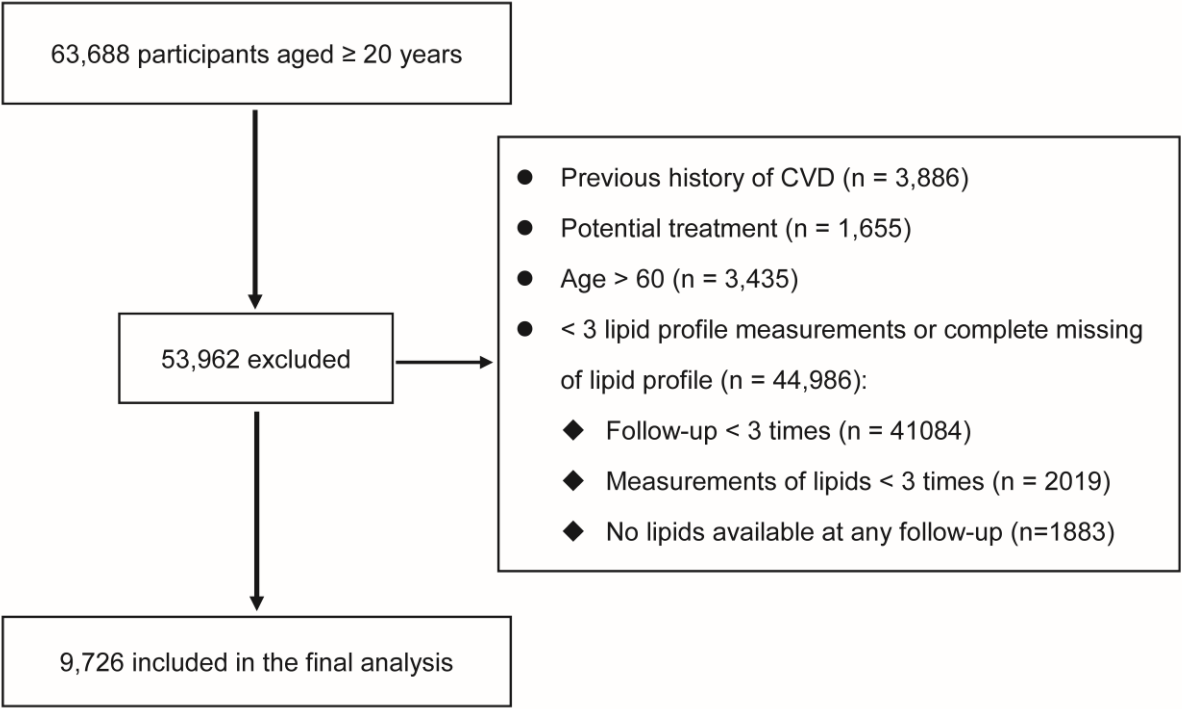 63,688 participants aged ≥ 20 years
● Previous history of CVD (n = 3,886)
● Potential treatment (n = 1,655)
● Age > 60 (n = 3,435)
● < 3 lipid profile measurements or complete missing
of lipid profile (n = 44,986):
◆ Follow-up < 3 times (n = 41084)
◆ Measurements of lipids < 3 times (n = 2019)
◆ No lipids available at any follow-up (n=1883)
53,962 excluded
9,726 included in the final analysis